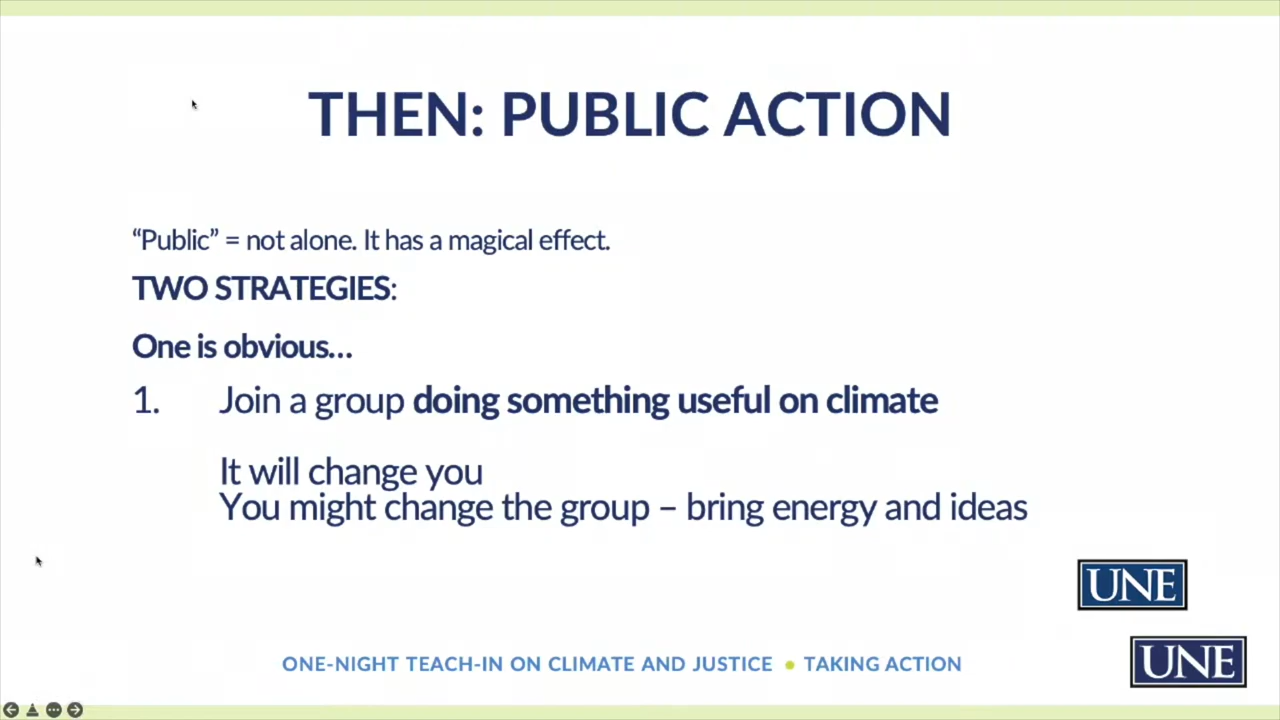 THEN: PUBLIC ACTION
“Public” = not alone. It has a magical effect.
TWO STRATEGIES:
One is obvious...
1. Join a group doing something useful on climate
It will change you
You might change the group – bring energy and ideas
UNE
ONE-NIGHT TEACH-IN ON CLIMATE AND JUSTICE • TAKING ACTION
UNE